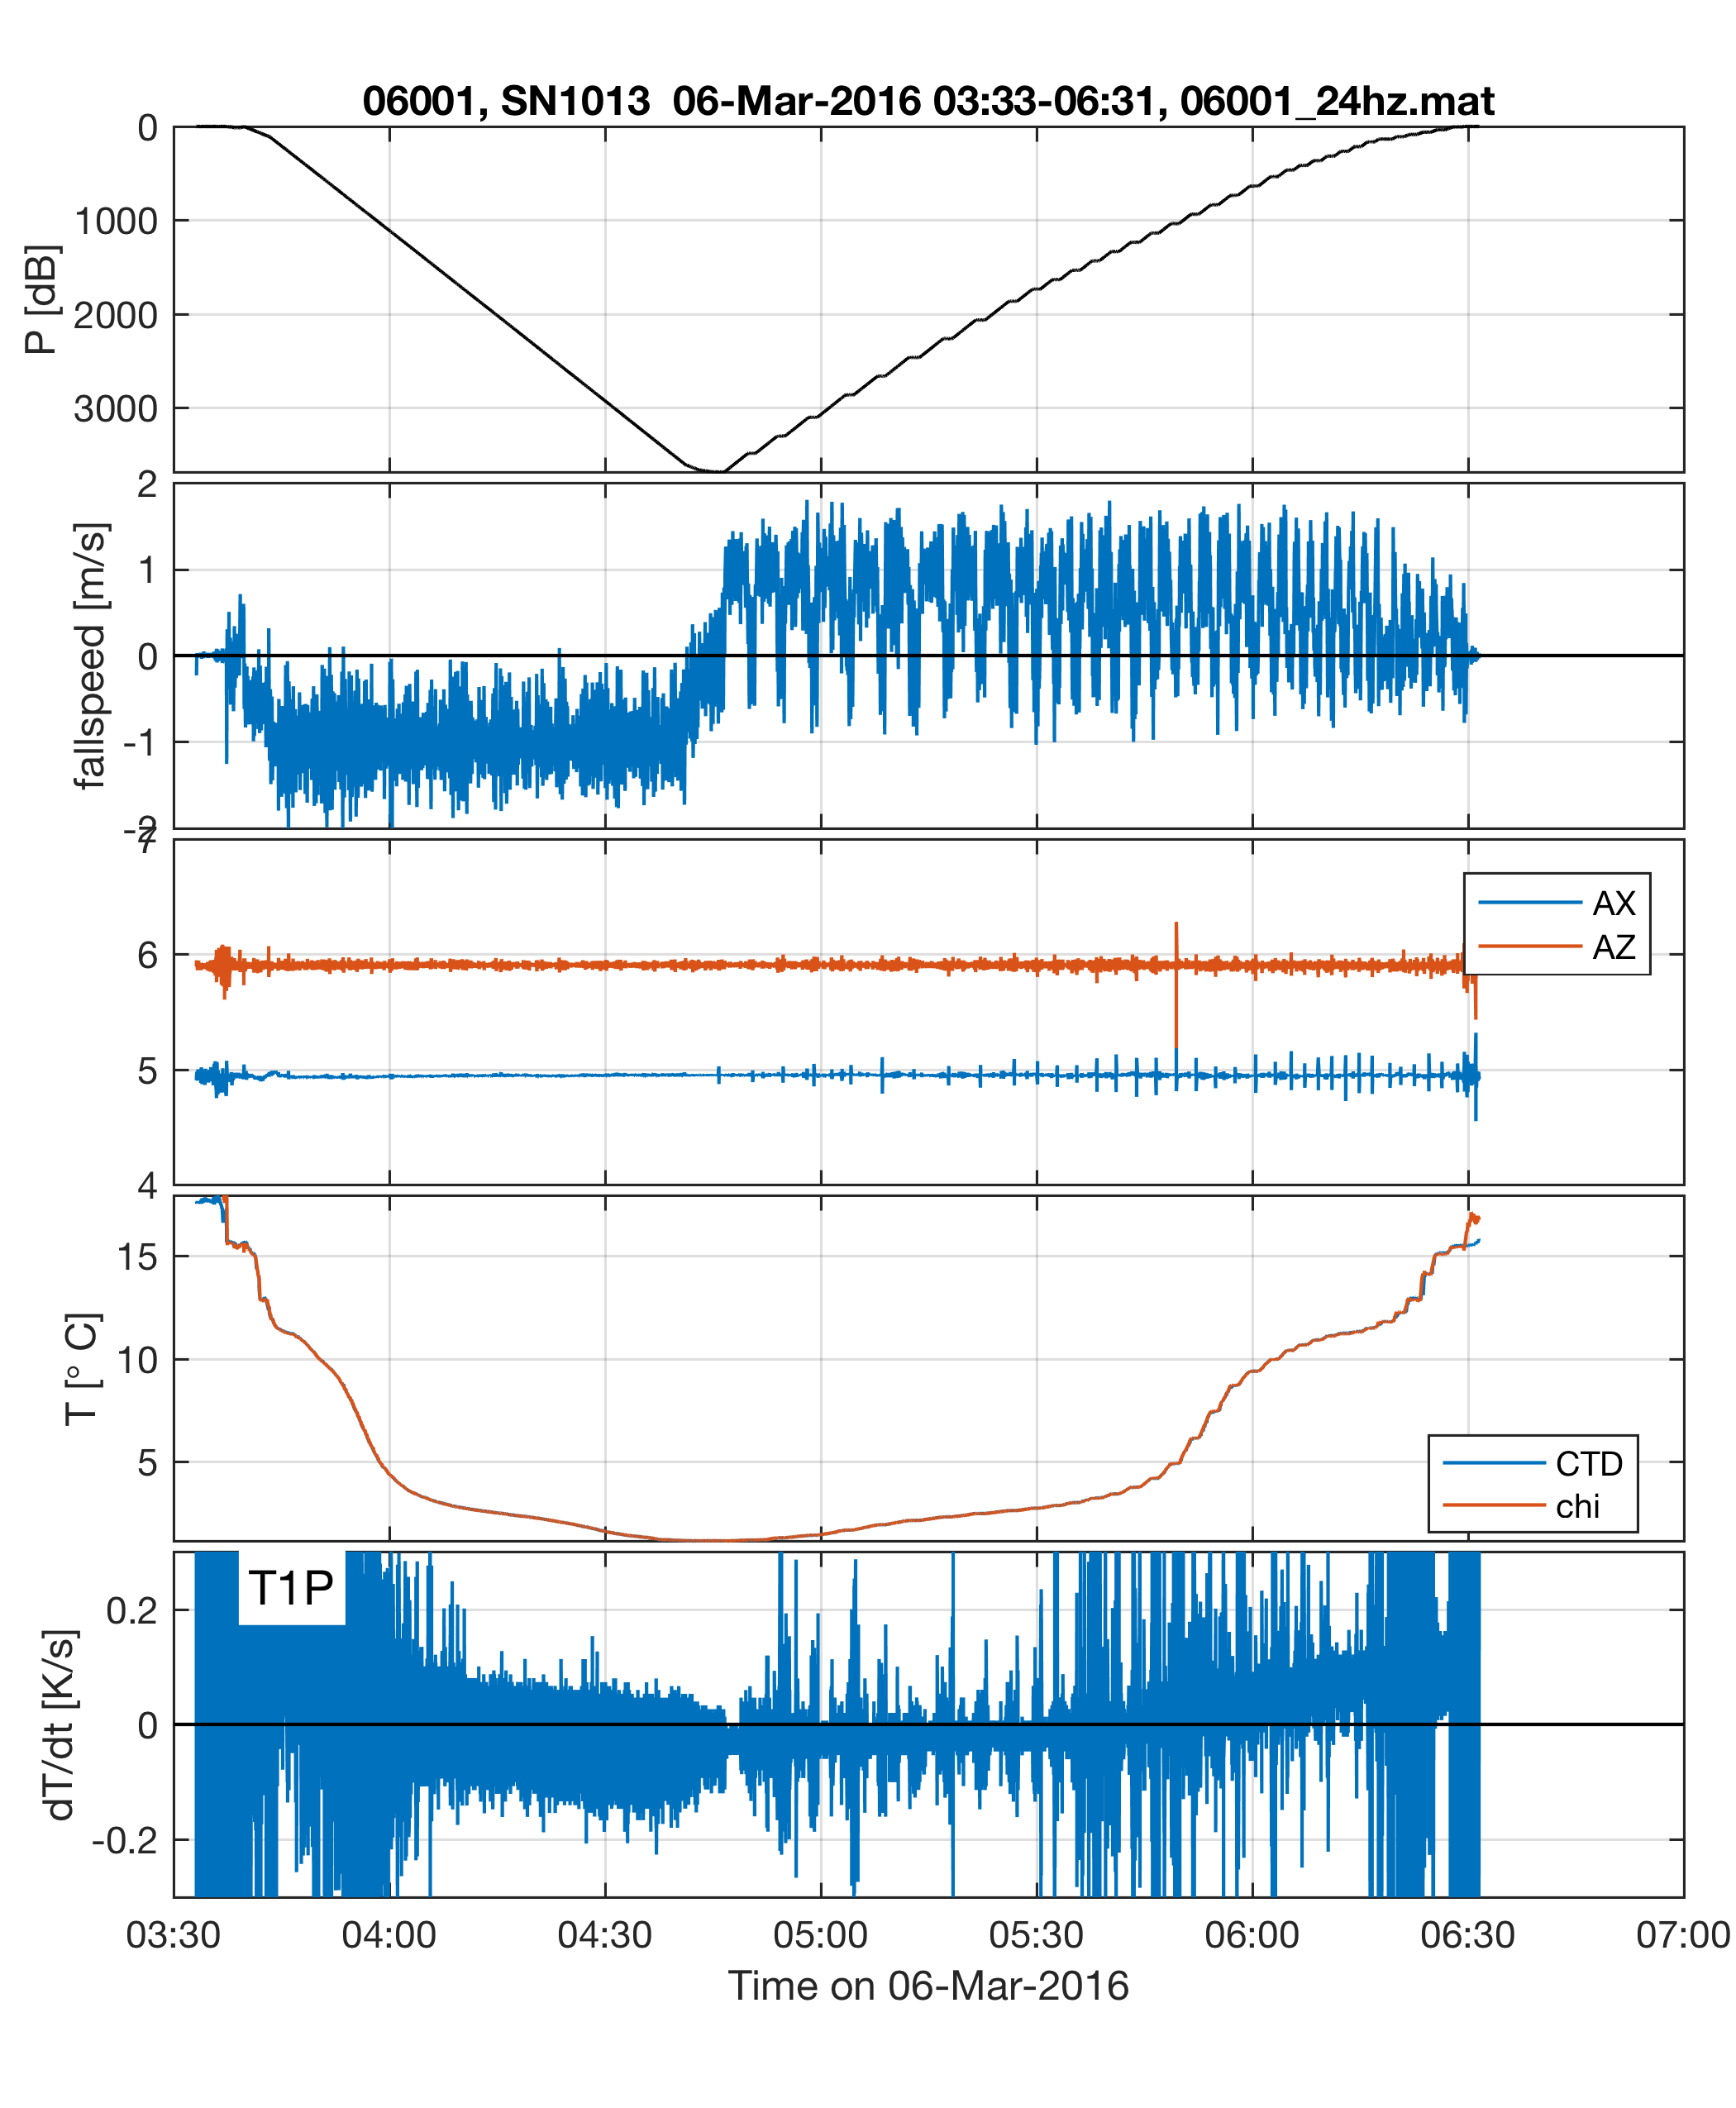 06001, SN1013  06-Mar-2016 03:33-06:31, 06001_24hz.mat
0
1000
2000
3000
P [dB]
2
1
0
-1
-2
fallspeed [m/s]
7
6
5
4
AX
AZ
15
10
5
T [° C]
CTD
chi
T1P
0.2
0
-0.2
dT/dt [K/s]
03:30 04:00 04:30 05:00 05:30 06:00 06:30 07:00
Time on 06-Mar-2016